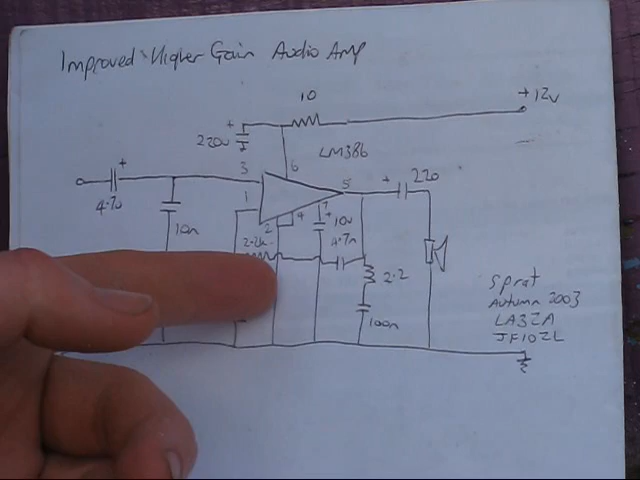 Improved Higher Gain Audio Amp
10
+ 12v
+
220u
LM386
6
3
+
5
+
220
4.7u
1
10n
2
4
7
+
10u
2.2k
4.7n
2.2
100n
Sprat
Autumn 2003
LA3ZA
JF1OZL